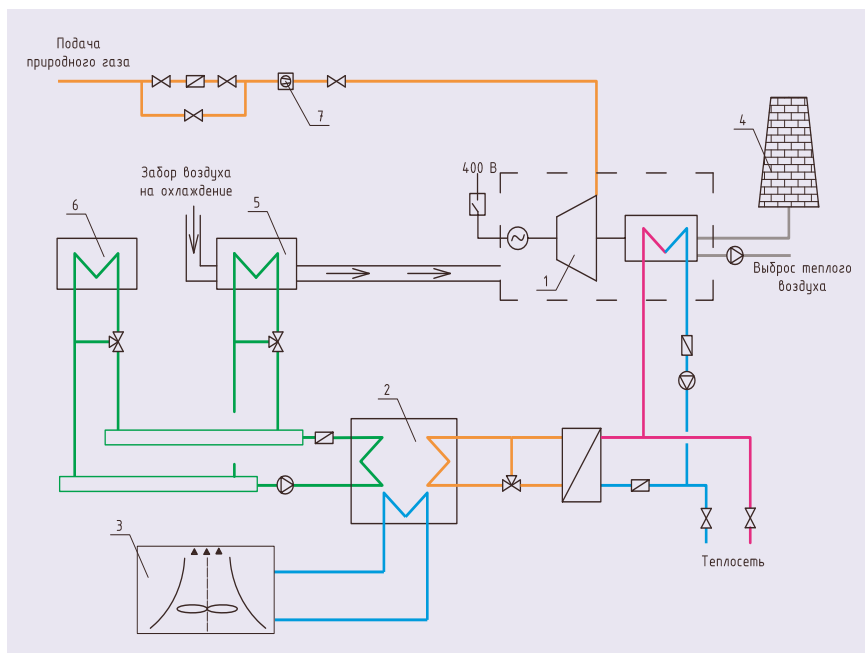 Подача
природного газа
7
4
Забор воздуха
на охлаждение
400 В
6
5
1
Выброс теплого
воздуха
2
3
Теплосеть